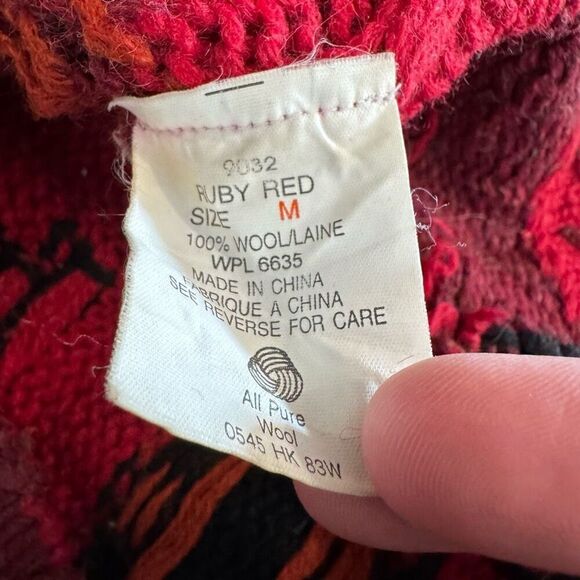 9032
RUBY RED
SIZE M
100% WOOL/LAINE
WPL 6635
MADE IN CHINA
FABRIQUE À CHINA
SEE REVERSE FOR CARE
All Pure
Wool
0545 HK 83W